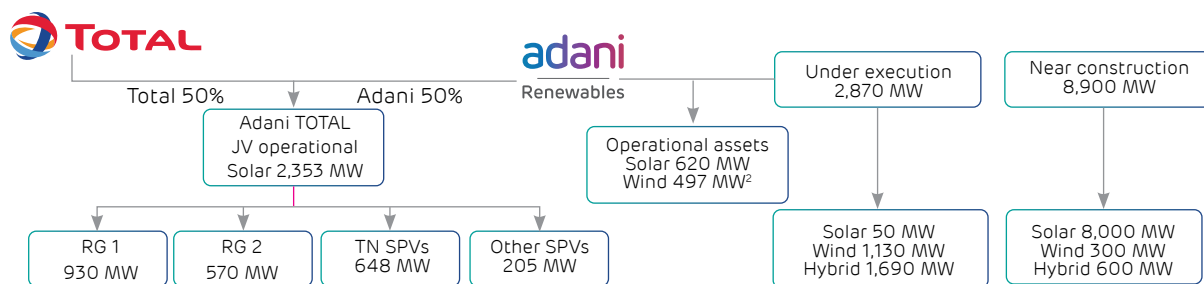 TOTAL
adani
Renewables
Total 50%
Adani 50%
Adani TOTAL
JV operational
Solar 2,353 MW
RG 1
930 MW
RG 2
570 MW
TN SPVs
648 MW
Other SPVs
205 MW
Operational assets
Solar 620 MW
Wind 497 MW²
Under execution
2,870 MW
Solar 50 MW
Wind 1,130 MW
Hybrid 1,690 MW
Near construction
8,900 MW
Solar 8,000 MW
Wind 300 MW
Hybrid 600 MW